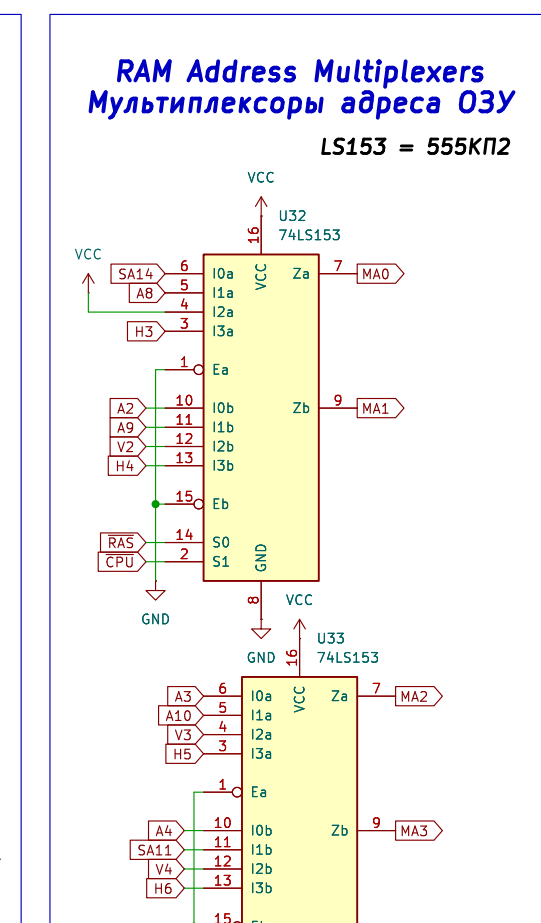 RAM Address Multiplexers
Мультиплексоры адреса ОЗУ
LS153 = 555КП2
VCC
U32
74LS153
16
VCC
VCC
SA14 6 I0a Za 7 MA0
A8 5 I1a
4 I2a
H3 3 I3a
1 Ea
A2 10 I0b Zb 9 MA1
A9 11 I1b
V2 12 I2b
H4 13 I3b
15 Eb
RAS 14 S0
CPU 2 S1
GND
8
GND
GND
VCC
U33
74LS153
16
VCC
A3 6 I0a Za 7 MA2
A10 5 I1a
V3 4 I2a
H5 3 I3a
1 Ea
A4 10 I0b Zb 9 MA3
SA11 11 I1b
V4 12 I2b
H6 13 I3b
15